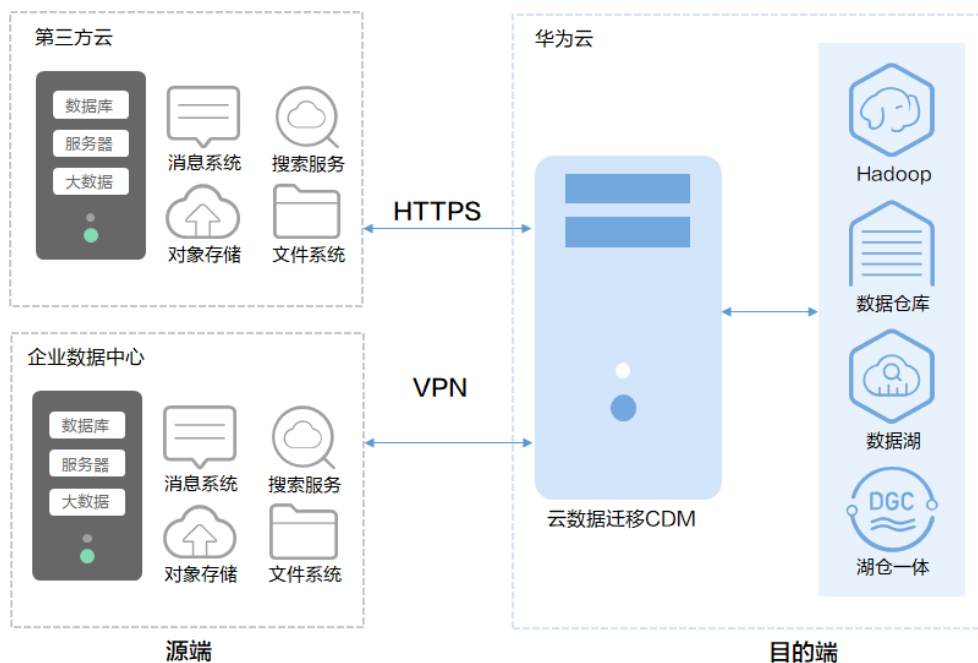 第三方云
数据库
服务器
大数据
消息系统
搜索服务
对象存储
文件系统
企业数据中心
数据库
服务器
大数据
消息系统
搜索服务
对象存储
文件系统
源端
HTTPS
VPN
华为云
云数据迁移CDM
Hadoop
数据仓库
数据湖
DGC
湖仓一体
目的端